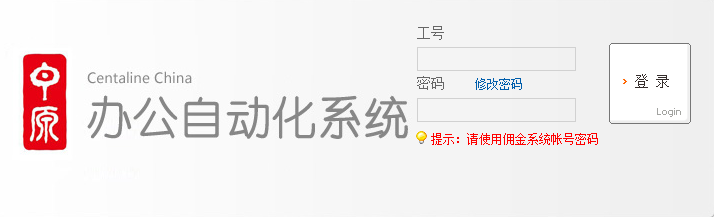 中原
Centaline China
办公自动化系统
工号
密码 修改密码
提示：请使用佣金系统帐号密码
登 录
Login